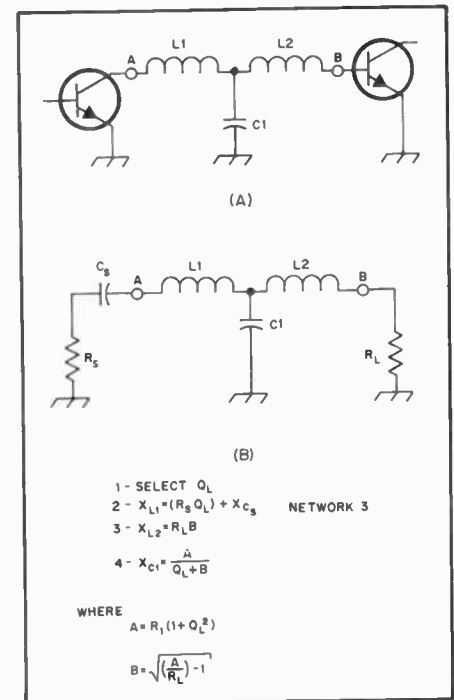 A L1 L2 B
C1
(A)
Cs A L1 L2 B
C1
Rs RL
(B)
1 - SELECT QL
2 - XL1=(RS QL) + XCs NETWORK 3
3 - XL2=RLB
4 - XC1= A / QL+B
WHERE
A= R1(1+ QL²)
B=√(A/RL)-1